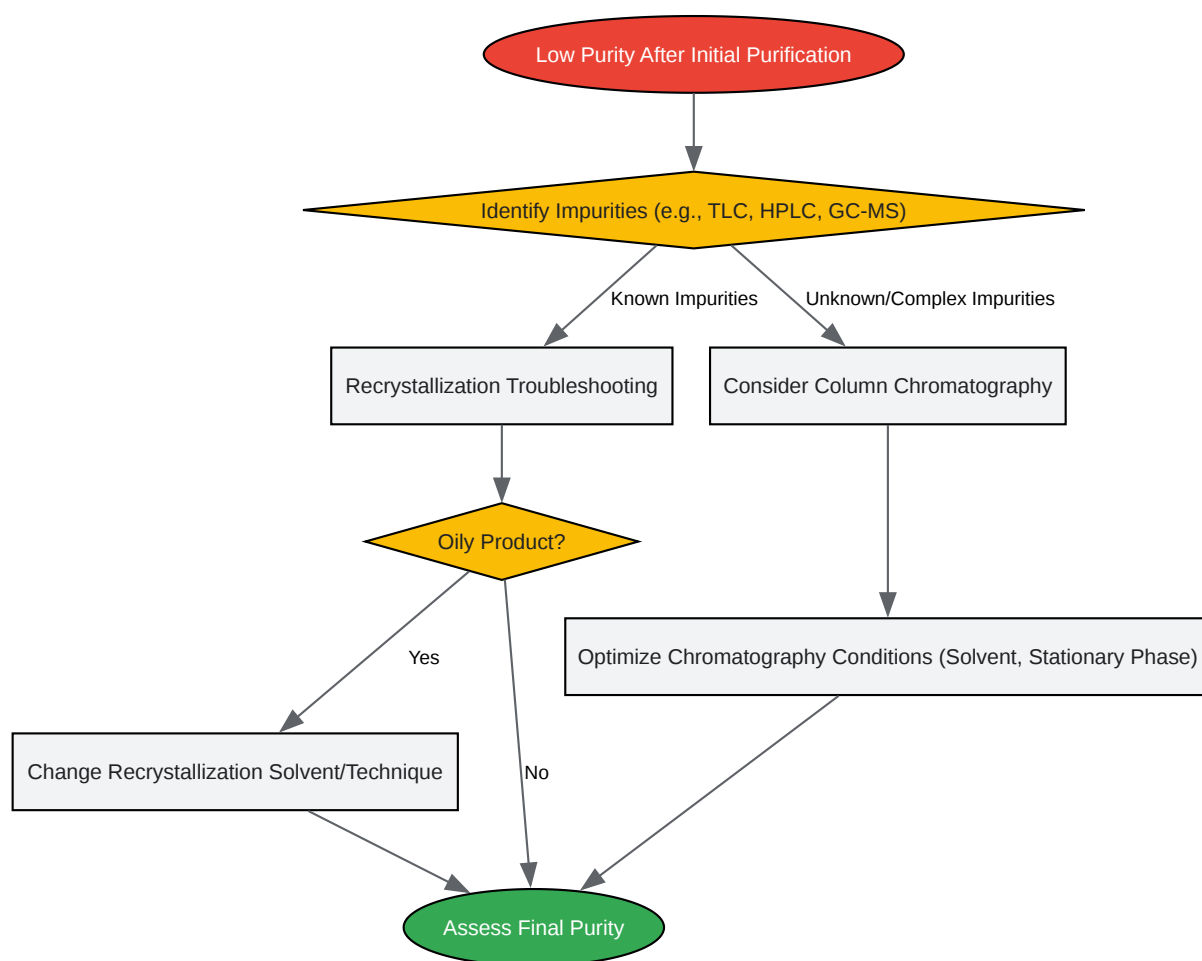 Low Purity After Initial Purification
Identify Impurities (e.g., TLC, HPLC, GC-MS)
Known Impurities
Unknown/Complex Impurities
Recrystallization Troubleshooting
Consider Column Chromatography
Oily Product?
Yes
Optimize Chromatography Conditions (Solvent, Stationary Phase)
Change Recrystallization Solvent/Technique
No
Assess Final Purity